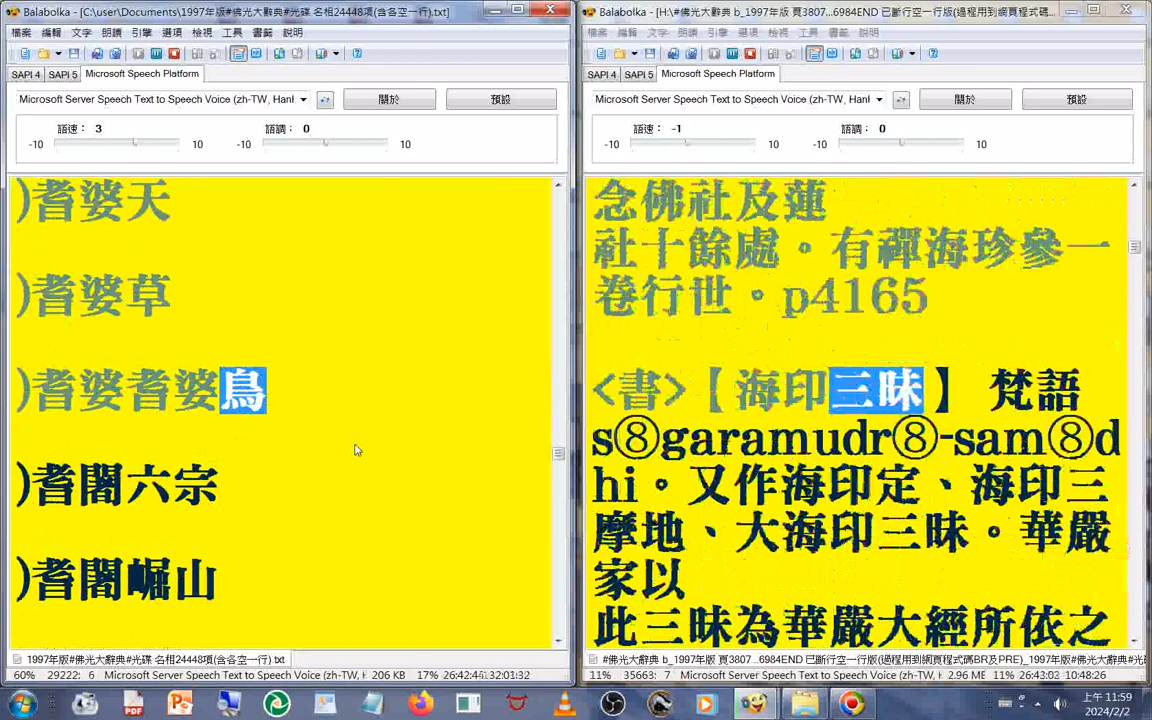 Balabolka - [C:\user\Documents\1997年版#佛光大辭典#光碟 名相24448項(含各空一行).txt]
檔案 編輯 文字 朗讀 引擎 選項 檢視 工具 書籤 說明
SAPI 4 SAPI 5 Microsoft Speech Platform
Microsoft Server Speech Text to Speech Voice (zh-TW, Hanl 關於 預設
語速： 3 語調： 0
-10 10 -10 10
)耆婆天
)耆婆草
)耆婆耆婆鳥
)耆闍六宗
)耆闍崛山
1997年版#佛光大辭典#光碟 名相24448項(含各空一行).txt
60% 29222: 6 Microsoft Server Speech Text to Speech Voice (zh-TW, H 206 KB 17% 26:42:46\32:01:32
Balabolka - [H:\#佛光大辭典 b_1997年版 頁3807...6984END 已斷行空一行版(過程用到網頁程式碼...
檔案 編輯 文字 朗讀 引擎 選項 檢視 工具 書籤 說明
SAPI 4 SAPI 5 Microsoft Speech Platform
Microsoft Server Speech Text to Speech Voice (zh-TW, Hanl 關於 預設
語速： -1 語調： 0
-10 10 -10 10
念佛社及蓮
社十餘處。有禪海珍參一
卷行世。p4165
<書>【海印三昧】 梵語
s⑧garamudr⑧-sam⑧d
hi。又作海印定、海印三
摩地、大海印三昧。華嚴
家以
此三昧為華嚴大經所依之
#佛光大辭典 b_1997年版 頁3807...6984END 已斷行空一行版(過程用到網頁程式碼BR及PRE)_1997年版#光
11% 35663: 7 Microsoft Server Speech Text to Speech Voice (zh-TW, H 2.96 ME 11% 26:43:02 10:48:26
PDF
上午 11:59
2024/2/2